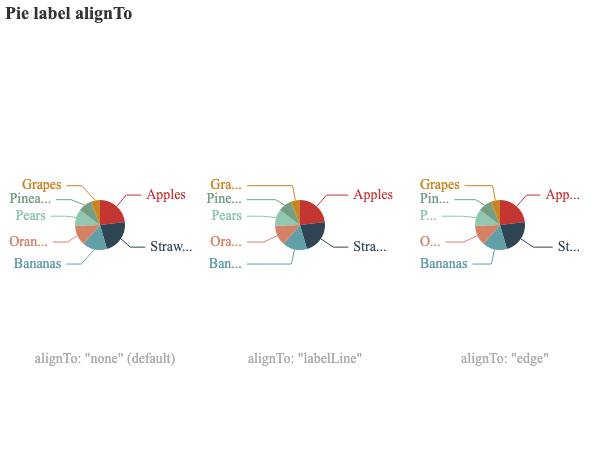 Pie label alignTo
Grapes
Pinea...
Pears
Oran...
Bananas
Apples
Straw...
alignTo: "none" (default)
Gra...
Pine...
Pears
Ora...
Ban...
Apples
Stra...
alignTo: "labelLine"
Grapes
Pin...
P...
O...
Bananas
App...
St...
alignTo: "edge"